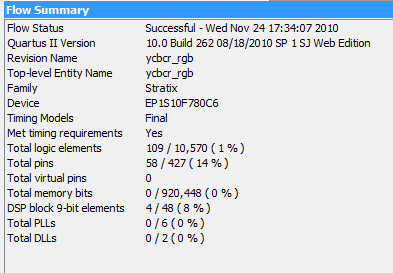 Flow Summary
Flow Status Successful - Wed Nov 24 17:34:07 2010
Quartus II Version 10.0 Build 262 08/18/2010 SP 1 SJ Web Edition
Revision Name ycbcr_rgb
Top-level Entity Name ycbcr_rgb
Family Stratix
Device EP1S10F780C6
Timing Models Final
Met timing requirements Yes
Total logic elements 109 / 10,570 ( 1 % )
Total pins 58 / 427 ( 14 % )
Total virtual pins 0
Total memory bits 0 / 920,448 ( 0 % )
DSP block 9-bit elements 4 / 48 ( 8 % )
Total PLLs 0 / 6 ( 0 % )
Total DLLs 0 / 2 ( 0 % )